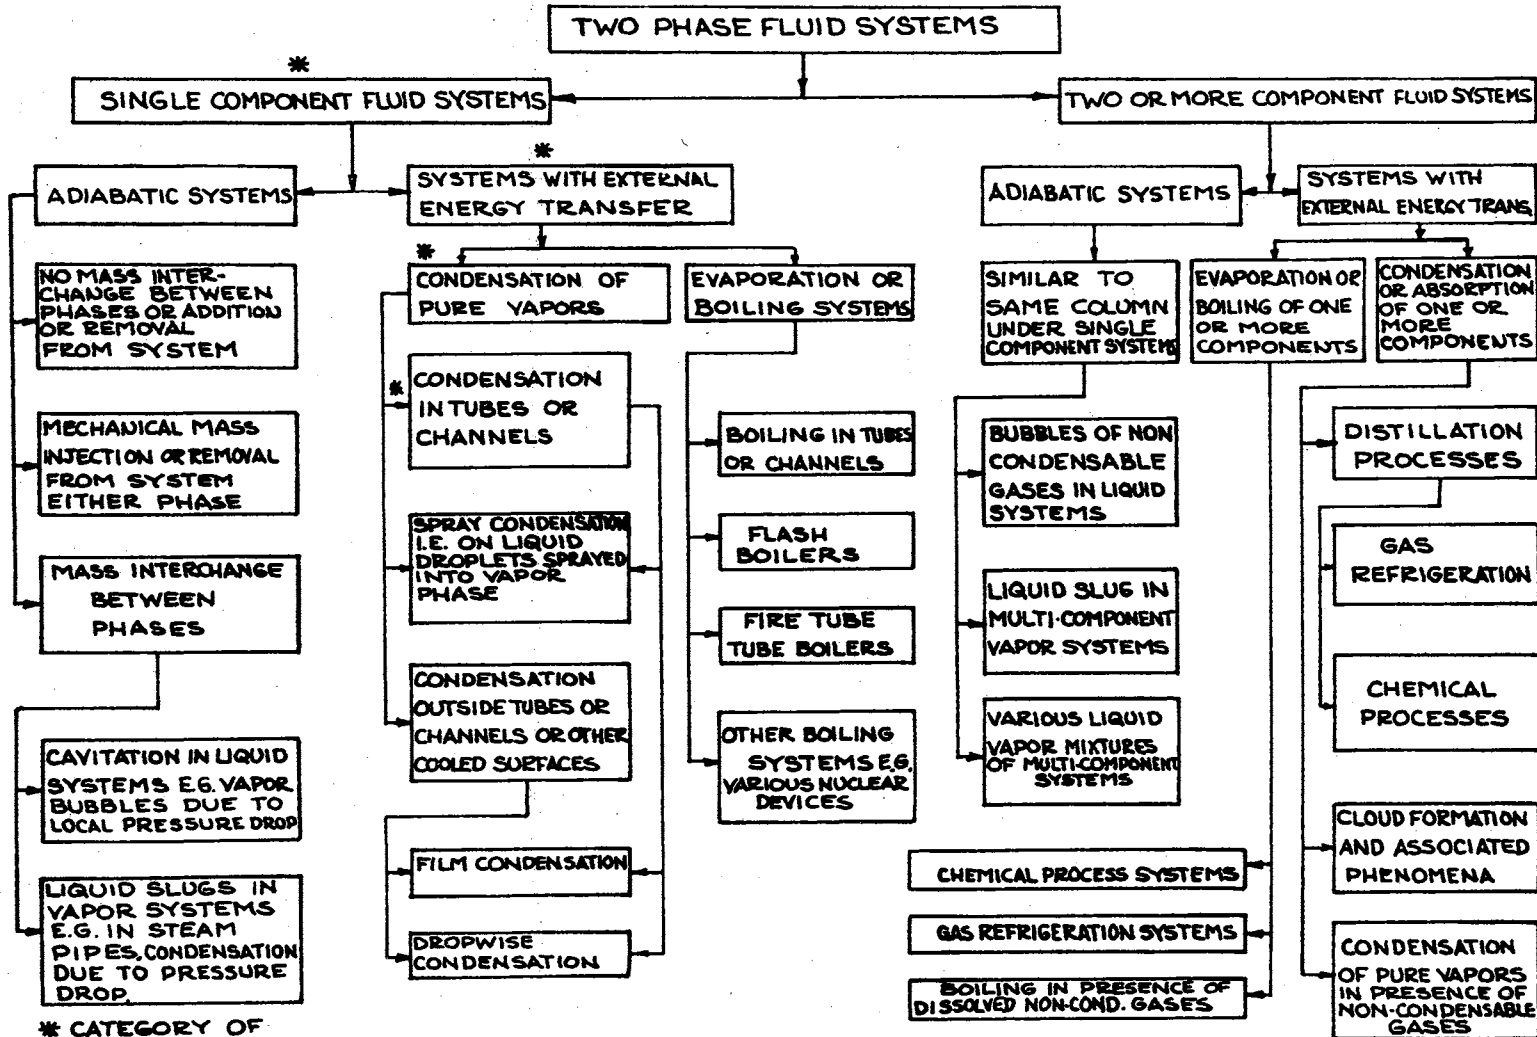 TWO PHASE FLUID SYSTEMS
*
SINGLE COMPONENT FLUID SYSTEMS
TWO OR MORE COMPONENT FLUID SYSTEMS
ADIABATIC SYSTEMS
*
SYSTEMS WITH EXTERNAL
ENERGY TRANSFER
ADIABATIC SYSTEMS
SYSTEMS WITH
EXTERNAL ENERGY TRANS.
NO MASS INTER-
CHANGE BETWEEN
PHASES OR ADDITION
OR REMOVAL
FROM SYSTEM
*
CONDENSATION OF
PURE VAPORS
EVAPORATION OR
BOILING SYSTEMS
SIMILAR TO
SAME COLUMN
UNDER SINGLE
COMPONENT SYSTEMS
EVAPORATION OR
BOILING OF ONE
OR MORE
COMPONENTS
CONDENSATION
OR ABSORPTION
OF ONE OR
MORE
COMPONENTS
MECHANICAL MASS
INJECTION OR REMOVAL
FROM SYSTEM
EITHER PHASE
*
CONDENSATION
IN TUBES OR
CHANNELS
BOILING IN TUBES
OR CHANNELS
BUBBLES OF NON
CONDENSABLE
GASES IN LIQUID
SYSTEMS
DISTILLATION
PROCESSES
MASS INTERCHANGE
BETWEEN
PHASES
SPRAY CONDENSATION
I.E. ON LIQUID
DROPLETS SPRAYED
INTO VAPOR
PHASE
FLASH
BOILERS
LIQUID SLUG IN
MULTI-COMPONENT
VAPOR SYSTEMS
GAS
REFRIGERATION
FIRE TUBE
TUBE BOILERS
CONDENSATION
OUTSIDE TUBES OR
CHANNELS OR OTHER
COOLED SURFACES
VARIOUS LIQUID
VAPOR MIXTURES
OF MULTI-COMPONENT
SYSTEMS
CHEMICAL
PROCESSES
CAVITATION IN LIQUID
SYSTEMS E.G. VAPOR
BUBBLES DUE TO
LOCAL PRESSURE DROP
OTHER BOILING
SYSTEMS E.G.
VARIOUS NUCLEAR
DEVICES
CLOUD FORMATION
AND ASSOCIATED
PHENOMENA
FILM CONDENSATION
CHEMICAL PROCESS SYSTEMS
LIQUID SLUGS IN
VAPOR SYSTEMS
E.G. IN STEAM
PIPES, CONDENSATION
DUE TO PRESSURE
DROP.
DROPWISE
CONDENSATION
GAS REFRIGERATION SYSTEMS
BOILING IN PRESENCE OF
DISSOLVED NON-COND. GASES
CONDENSATION
OF PURE VAPORS
IN PRESENCE OF
NON-CONDENSABLE
GASES
* CATEGORY OF